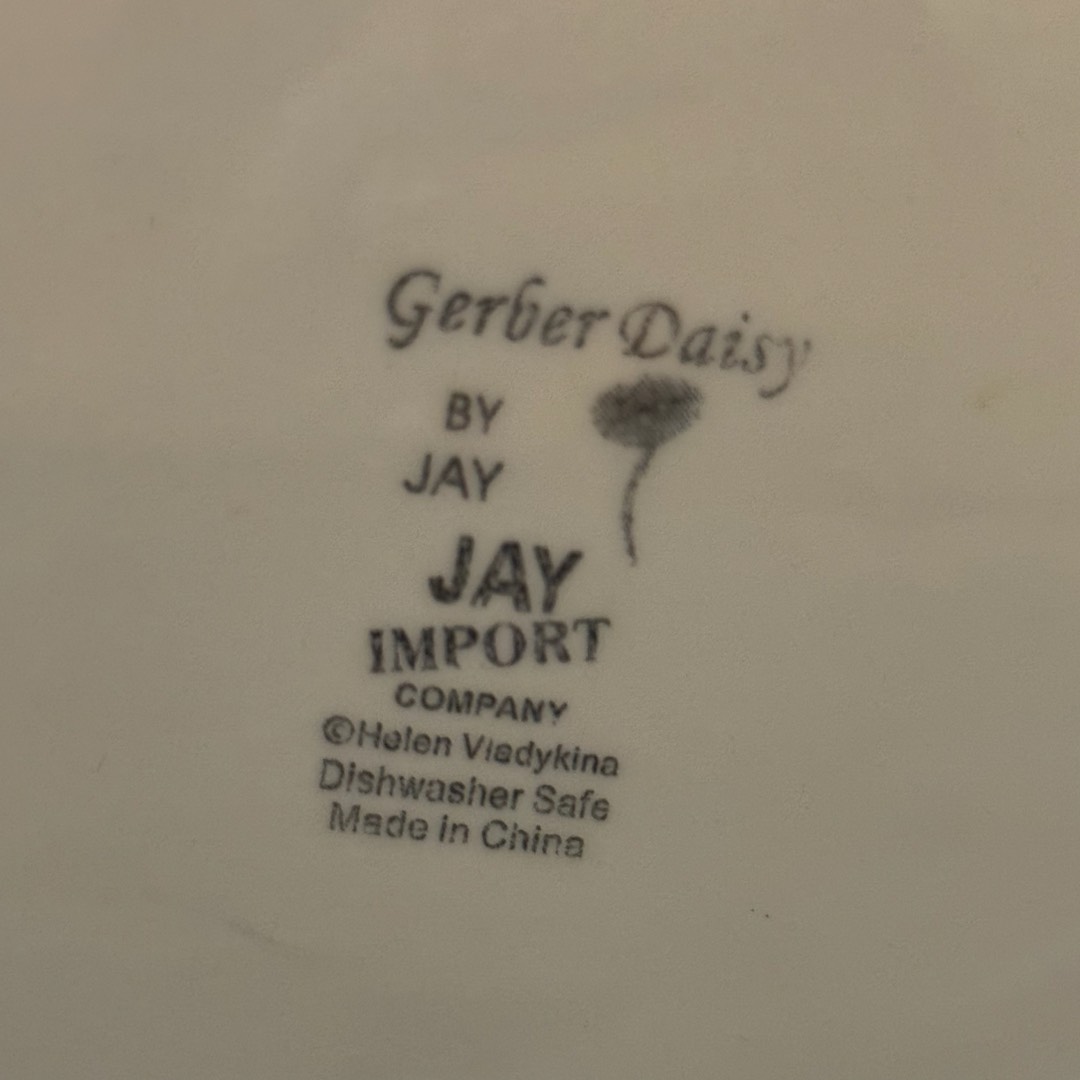 Gerber Daisy
BY
JAY
JAY
IMPORT
COMPANY
©Helen Vladykina
Dishwasher Safe
Made in China